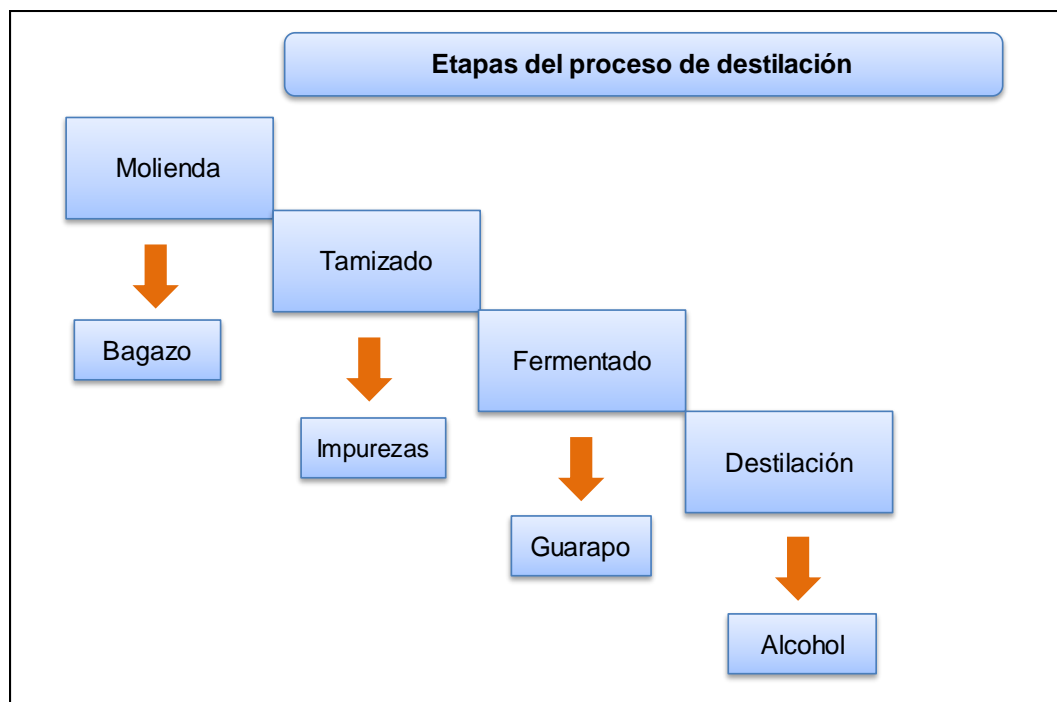 Etapas del proceso de destilación
Molienda
Tamizado
Bagazo
Fermentado
Impurezas
Destilación
Guarapo
Alcohol